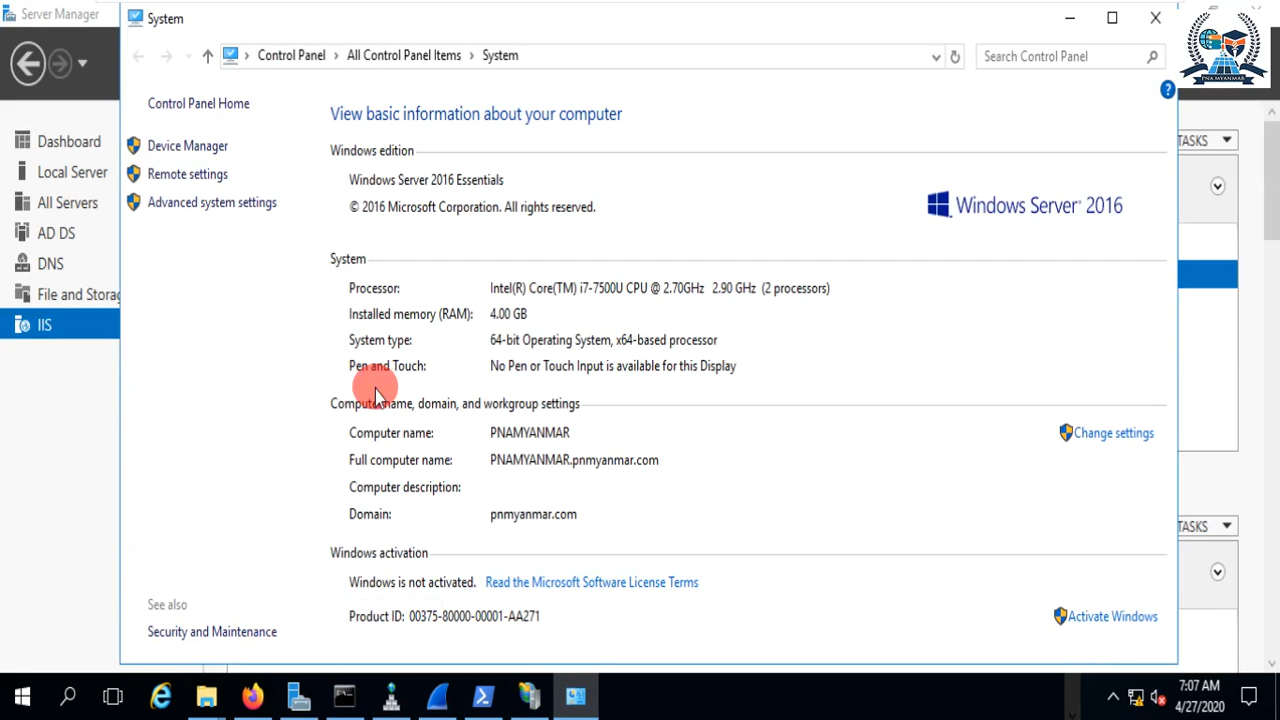 Server Manager
System
Control Panel
All Control Panel Items
System
Search Control Panel
PNA MYANMAR
Control Panel Home
View basic information about your computer
?
Dashboard
Device Manager
Windows edition
TASKS
Local Server
Remote settings
Windows Server 2016 Essentials
All Servers
Advanced system settings
© 2016 Microsoft Corporation. All rights reserved.
Windows Server® 2016
AD DS
DNS
System
File and Storag
Processor: Intel(R) Core(TM) i7-7500U CPU @ 2.70GHz 2.90 GHz (2 processors)
IIS
Installed memory (RAM): 4.00 GB
System type: 64-bit Operating System, x64-based processor
Pen and Touch: No Pen or Touch Input is available for this Display
Computer name, domain, and workgroup settings
Computer name: PNAMYANMAR
Change settings
Full computer name: PNAMYANMAR.pnmyanmar.com
Computer description:
Domain: pnmyanmar.com
TASKS
Windows activation
Windows is not activated. Read the Microsoft Software License Terms
See also
Product ID: 00375-80000-00001-AA271
Activate Windows
Security and Maintenance
7:07 AM
4/27/2020